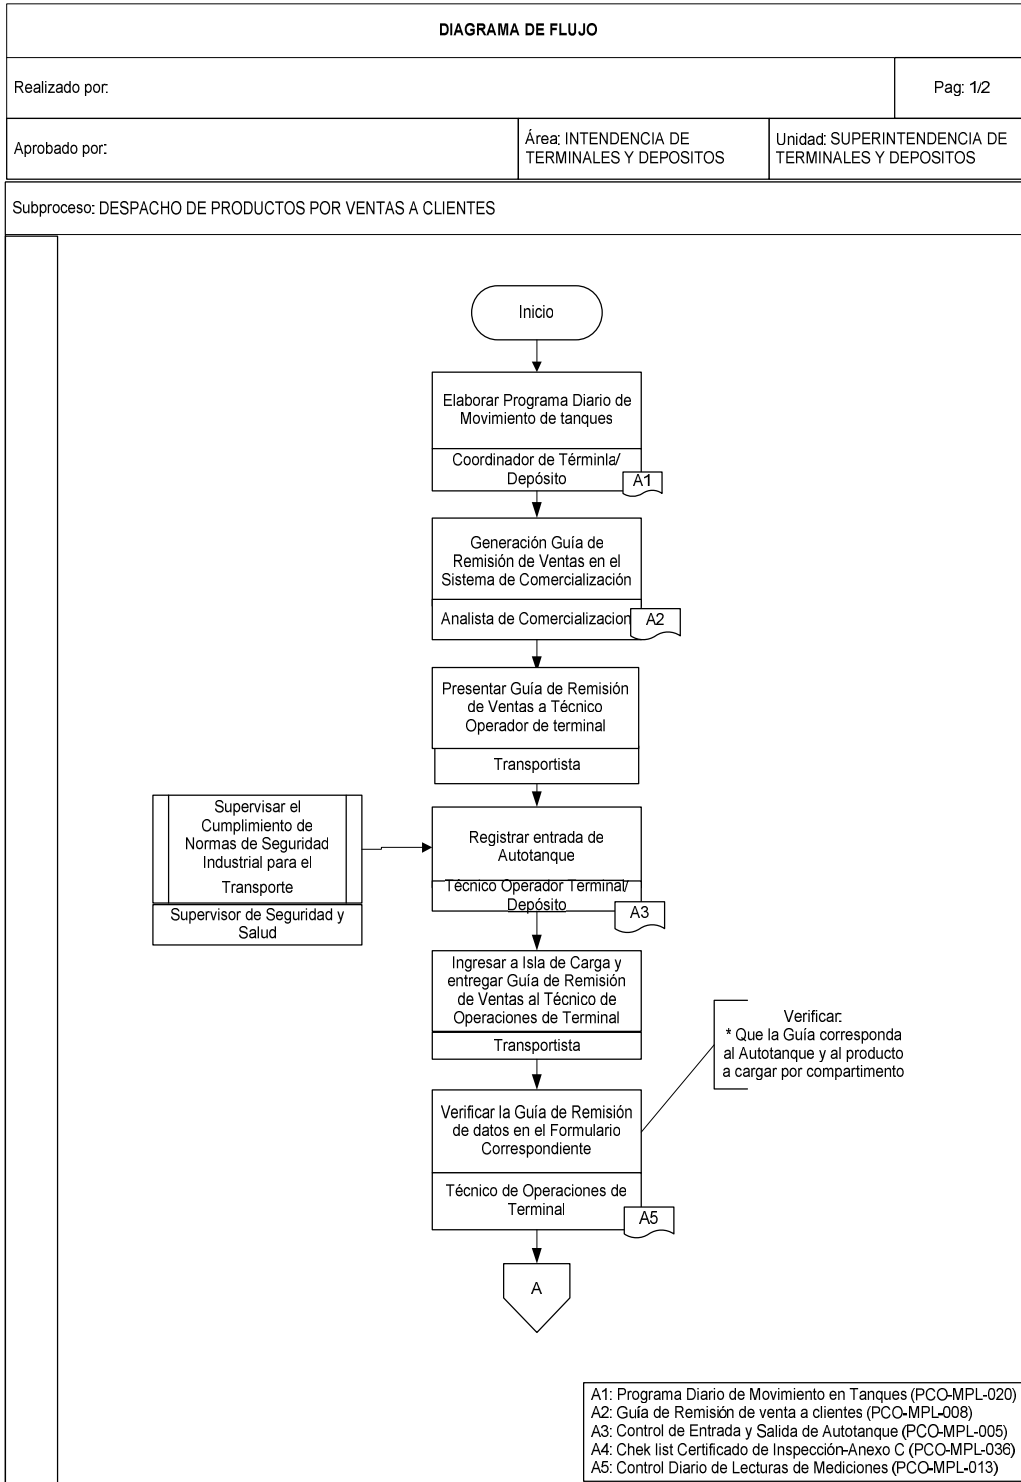 DIAGRAMA DE FLUJO
Realizado por:
Pag: 1/2
Aprobado por:
Área: INTENDENCIA DE
TERMINALES Y DEPOSITOS
Unidad: SUPERINTENDENCIA DE
TERMINALES Y DEPOSITOS
Subproceso: DESPACHO DE PRODUCTOS POR VENTAS A CLIENTES
Inicio
Elaborar Programa Diario de
Movimiento de tanques
Coordinador de Términla/
Depósito
A1
Generación Guía de
Remisión de Ventas en el
Sistema de Comercialización
Analista de Comercializacion
A2
Presentar Guía de Remisión
de Ventas a Técnico
Operador de terminal
Transportista
Supervisar el
Cumplimiento de
Normas de Seguridad
Industrial para el
Transporte
Supervisor de Seguridad y
Salud
Registrar entrada de
Autotanque
Técnico Operador Terminal/
Depósito
A3
Ingresar a Isla de Carga y
entregar Guía de Remisión
de Ventas al Técnico de
Operaciones de Terminal
Transportista
Verificar:
* Que la Guía corresponda
al Autotanque y al producto
a cargar por compartimento
Verificar la Guía de Remisión
de datos en el Formulario
Correspondiente
Técnico de Operaciones de
Terminal
A5
A
A1: Programa Diario de Movimiento en Tanques (PCO-MPL-020)
A2: Guía de Remisión de venta a clientes (PCO-MPL-008)
A3: Control de Entrada y Salida de Autotanque (PCO-MPL-005)
A4: Chek list Certificado de Inspección-Anexo C (PCO-MPL-036)
A5: Control Diario de Lecturas de Mediciones (PCO-MPL-013)